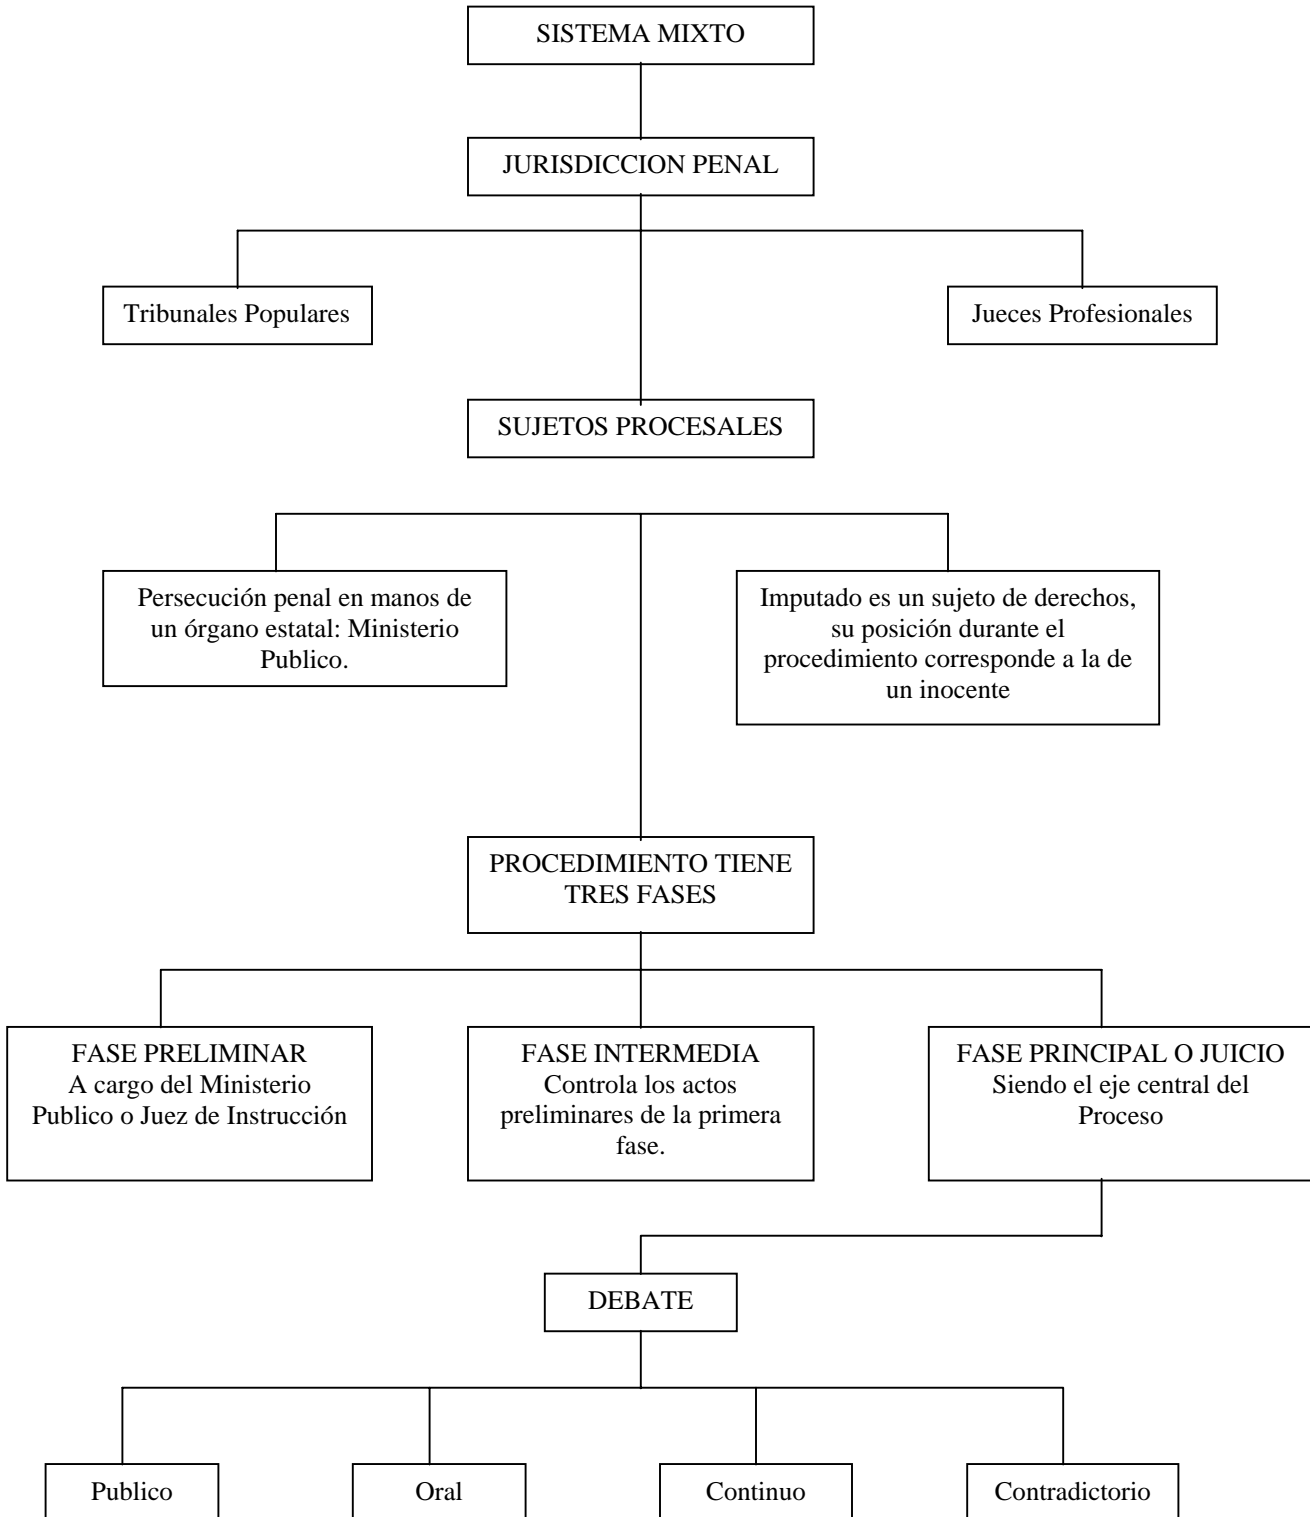 SISTEMA MIXTO
JURISDICCION PENAL
Tribunales Populares
Jueces Profesionales
SUJETOS PROCESALES
Persecución penal en manos de
un órgano estatal: Ministerio
Publico.
Imputado es un sujeto de derechos,
su posición durante el
procedimiento corresponde a la de
un inocente
PROCEDIMIENTO TIENE
TRES FASES
FASE PRELIMINAR
A cargo del Ministerio
Publico o Juez de Instrucción
FASE INTERMEDIA
Controla los actos
preliminares de la primera
fase.
FASE PRINCIPAL O JUICIO
Siendo el eje central del
Proceso
DEBATE
Publico
Oral
Continuo
Contradictorio